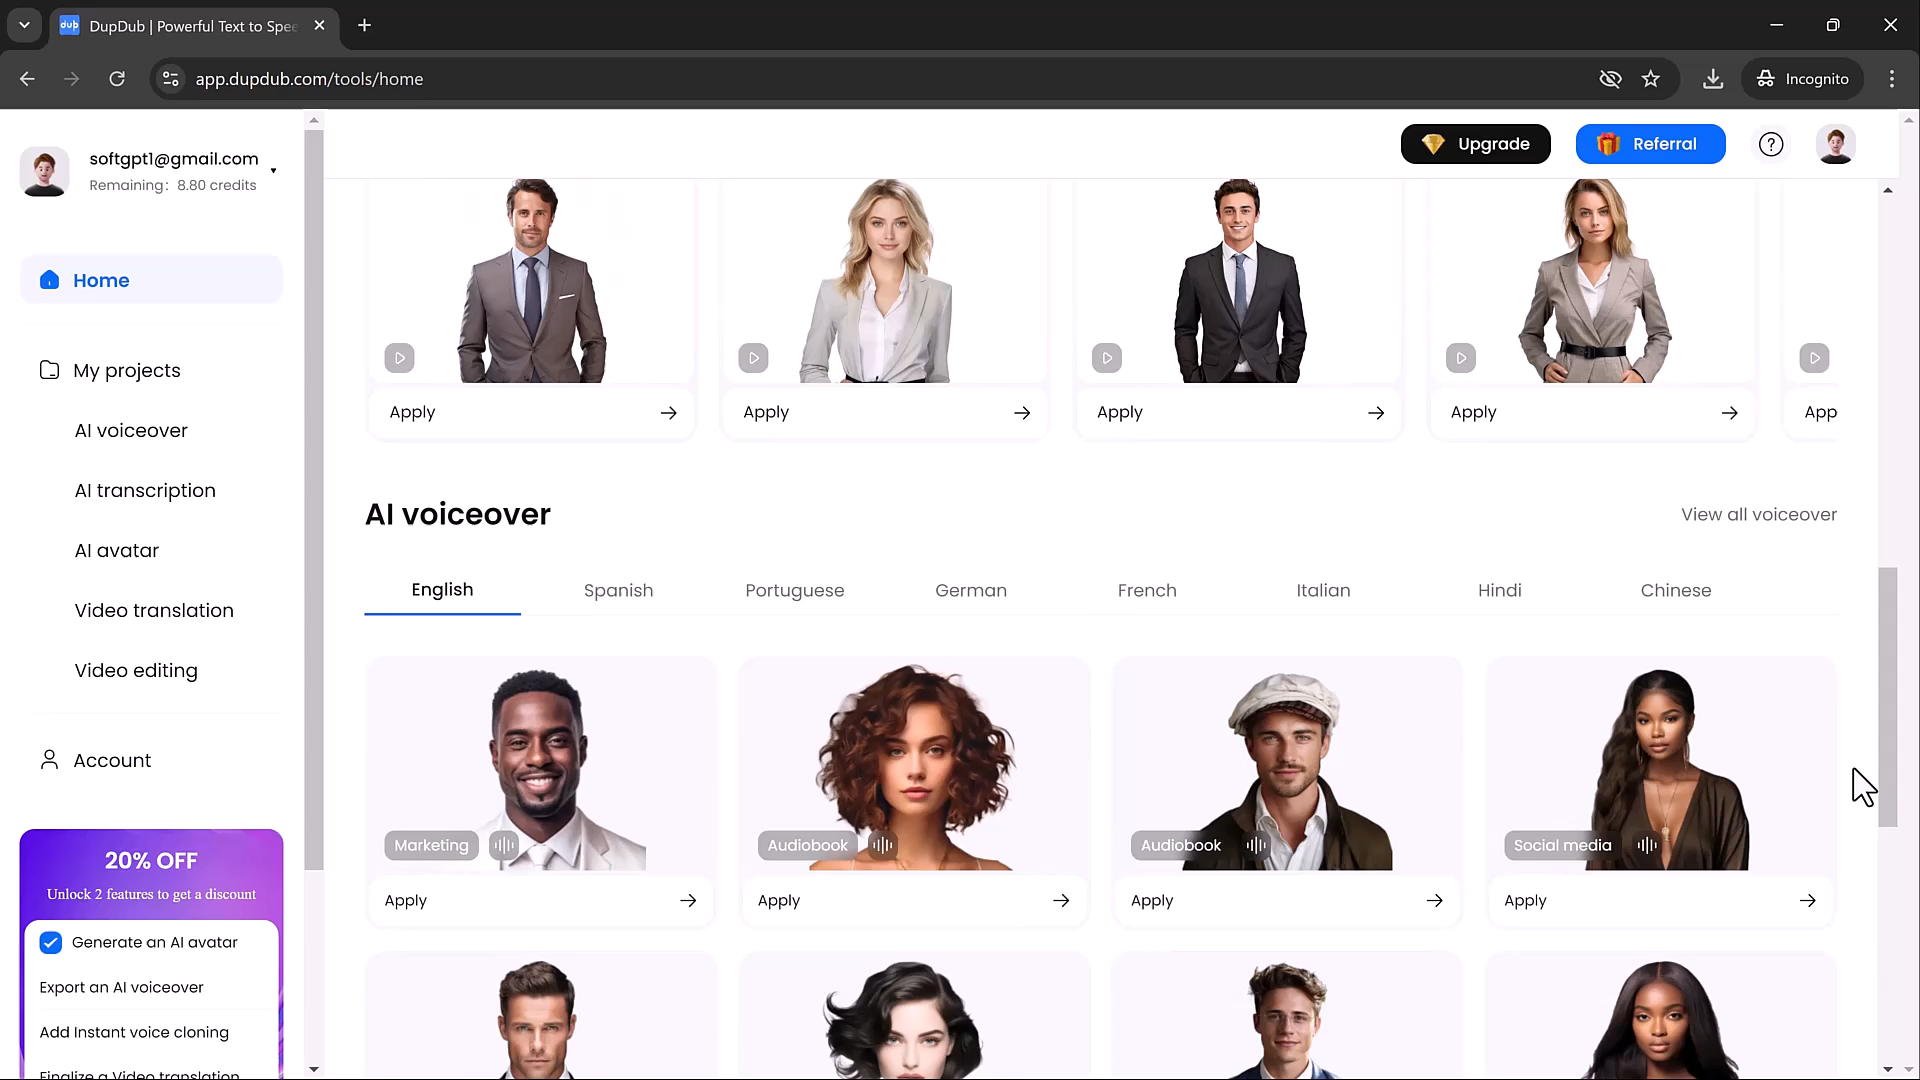 DupDub | Powerful Text to Spee
app.dupdub.com/tools/home
Incognito
softgpt1@gmail.com
Remaining: 8.80 credits
Upgrade
Referral
Home
My projects
AI voiceover
AI transcription
AI avatar
Video translation
Video editing
Account
20% OFF
Unlock 2 features to get a discount
Generate an AI avatar
Export an AI voiceover
Add Instant voice cloning
Finalize a Video translation
Apply
Apply
Apply
Apply
App
AI voiceover
View all voiceover
English
Spanish
Portuguese
German
French
Italian
Hindi
Chinese
Marketing
Audiobook
Audiobook
Social media
Apply
Apply
Apply
Apply